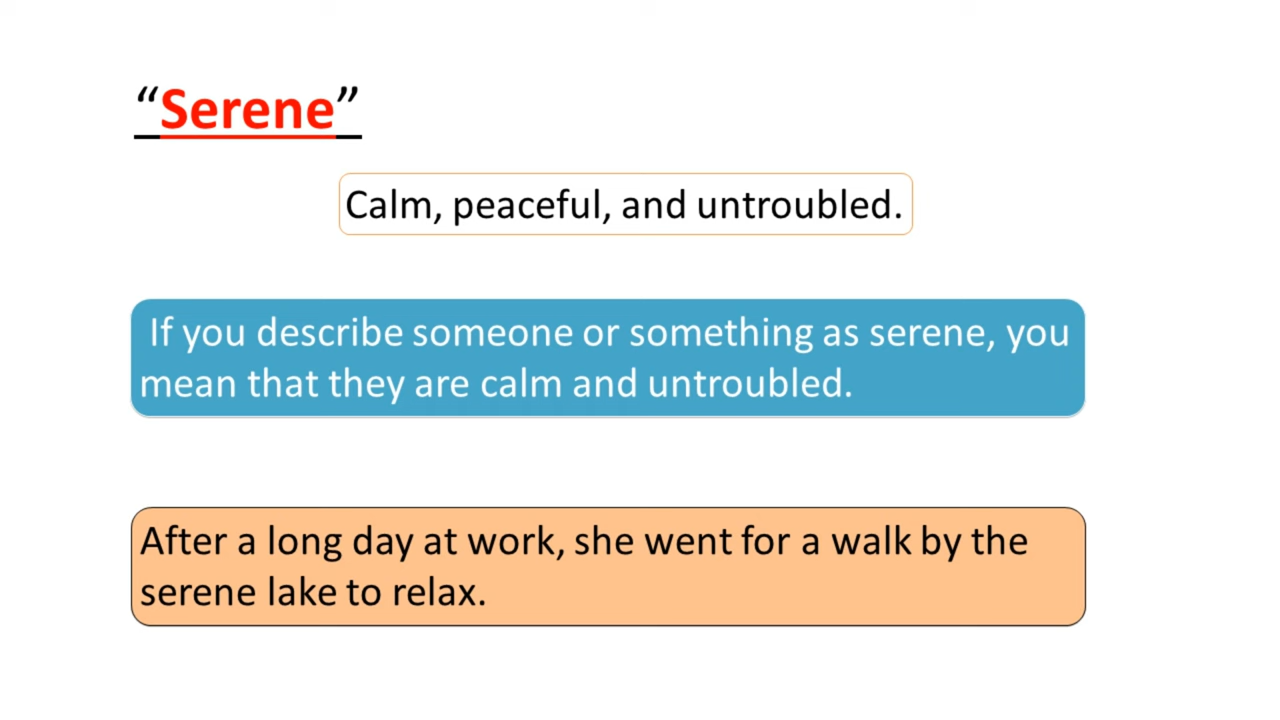 “Serene”
Calm, peaceful, and untroubled.
If you describe someone or something as serene, you
mean that they are calm and untroubled.
After a long day at work, she went for a walk by the
serene lake to relax.